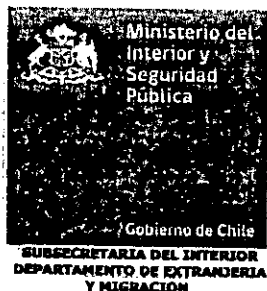 Ministerio del
Interior y
Seguridad
Pública
Gobierno de Chile
SUBSECRETARIA DEL INTERIOR
DEPARTAMENTO DE EXTRANJERIA
Y MIGRACION